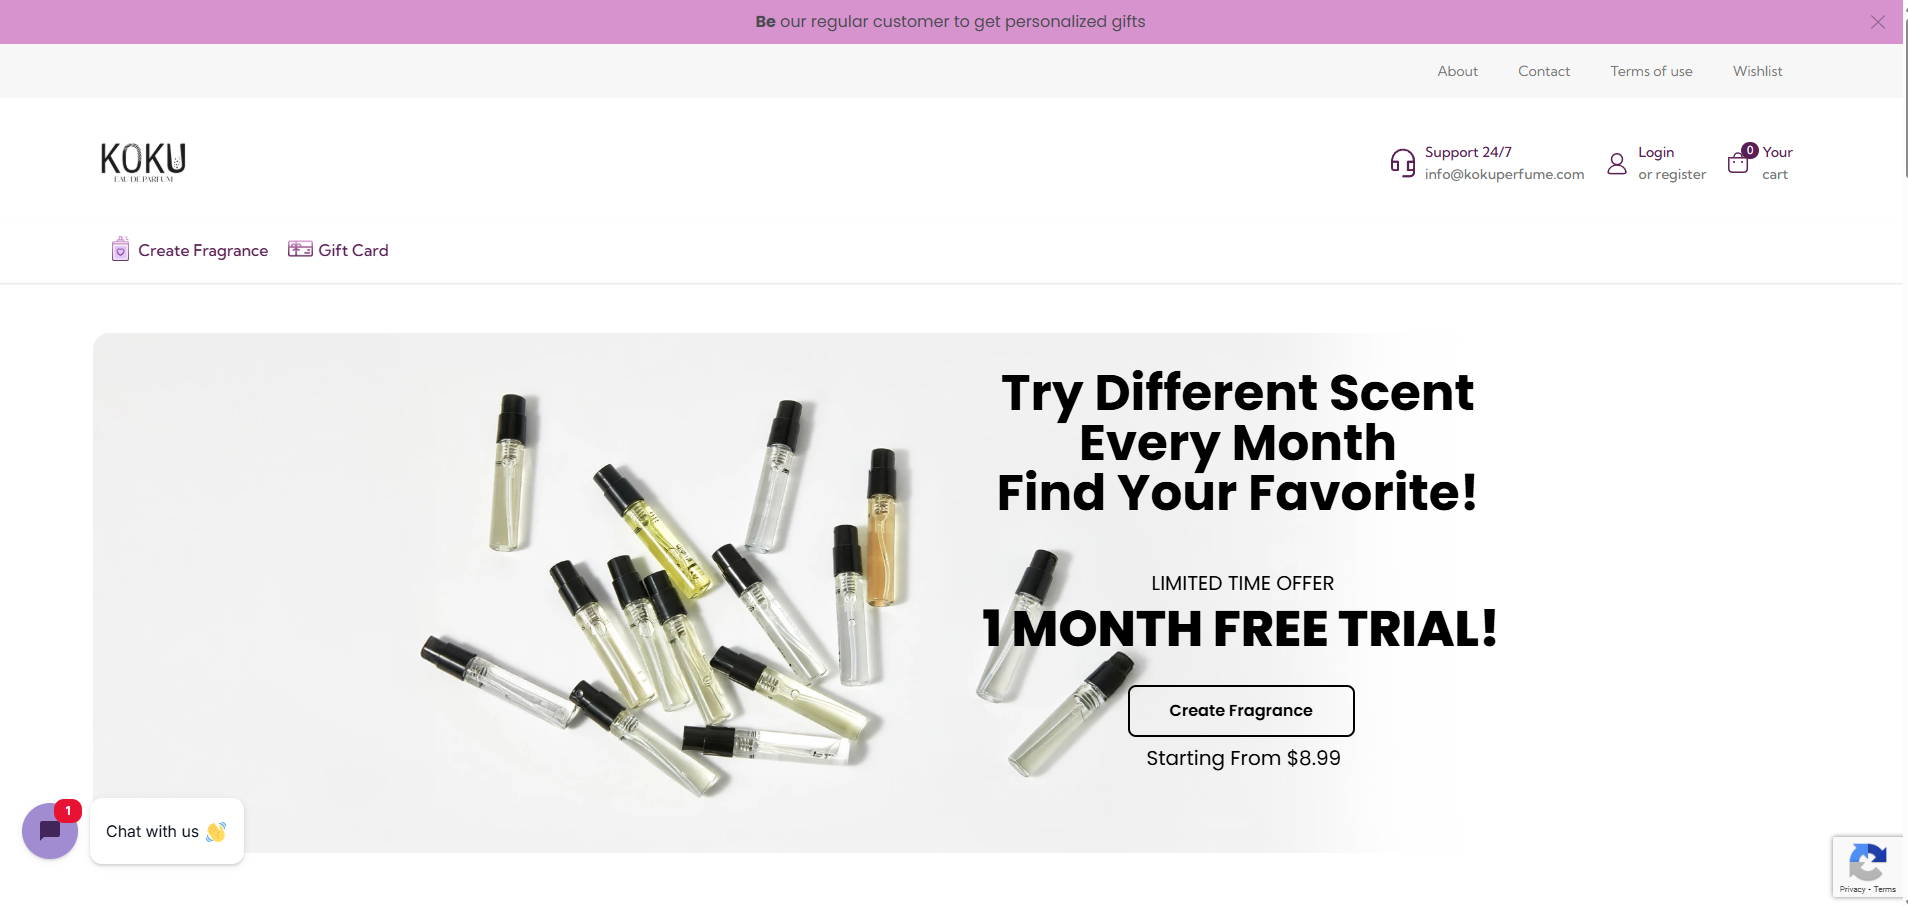 Be our regular customer to get personalized gifts
About Contact Terms of use Wishlist
KOKU
EAU DE PARFUM
Support 24/7
info@kokuperfume.com
Login
or register
0
Your
cart
Create Fragrance Gift Card
Try Different Scent
Every Month
Find Your Favorite!
LIMITED TIME OFFER
1 MONTH FREE TRIAL!
Create Fragrance
Starting From $8.99
1
Chat with us 👋
Privacy - Terms